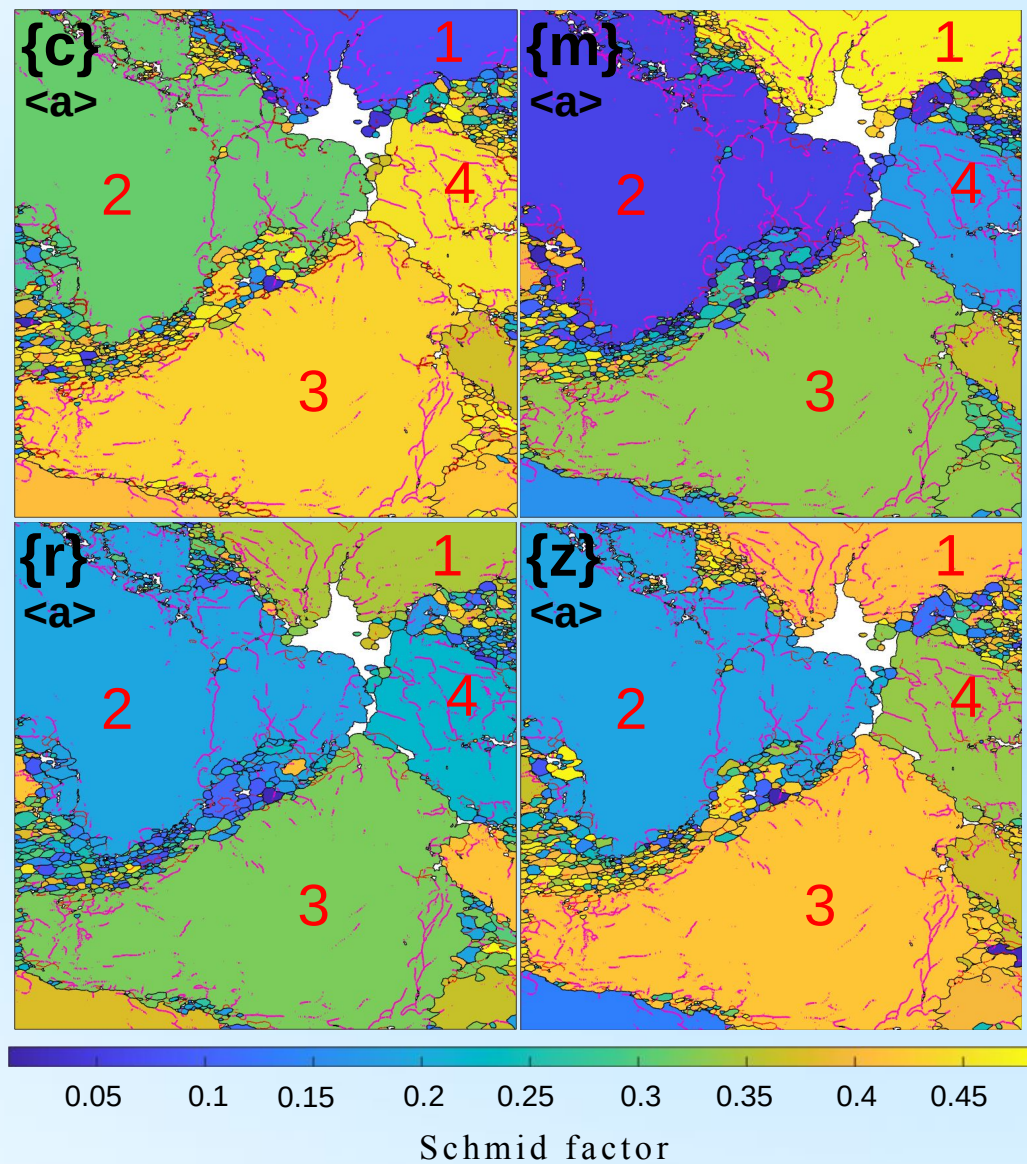 {c} 1 {m} 1
<a> <a>
2 4 2 4
3 3
{r} 1 {z} 1
<a> <a>
2 4 2 4
3 3
0.05 0.1 0.15 0.2 0.25 0.3 0.35 0.4 0.45
Schmid factor